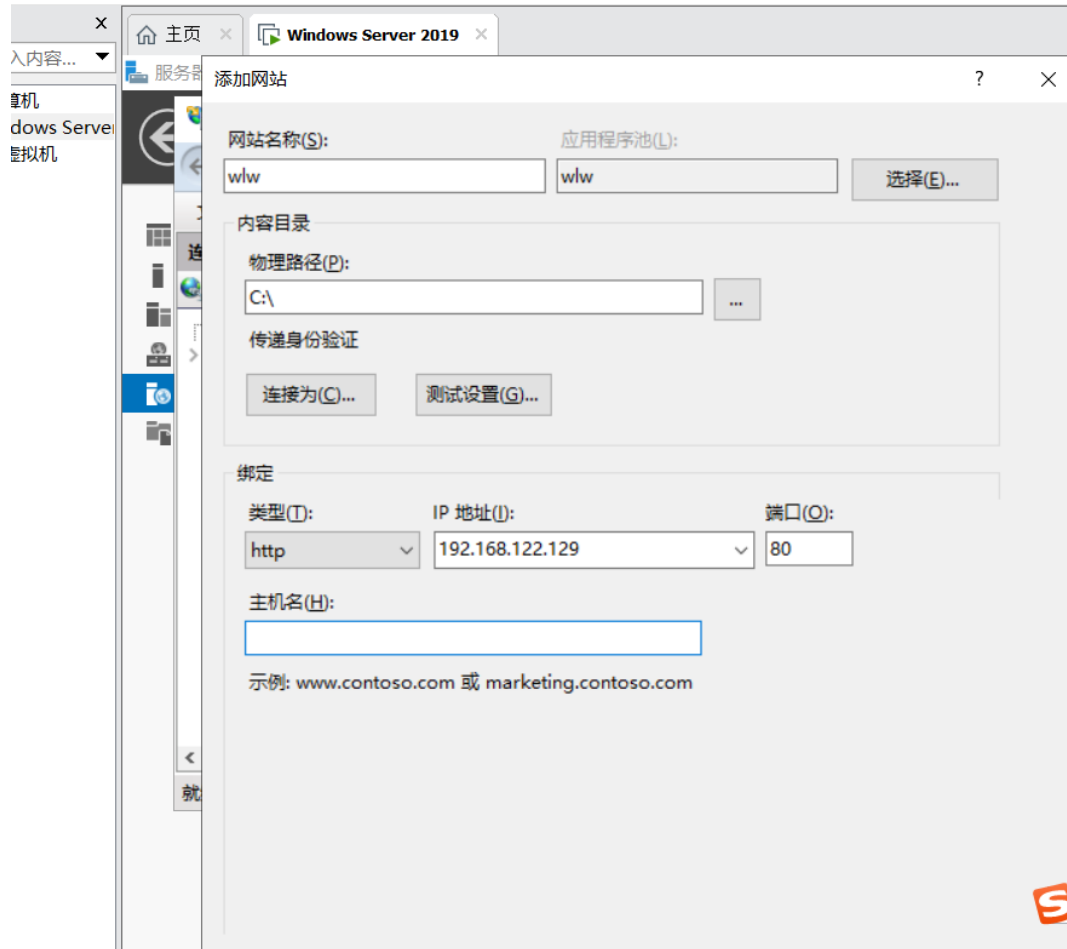 主页
Windows Server 2019
入内容...
服务器
添加网站
?
算机
dows Server
虚拟机
网站名称(S):
应用程序池(L):
wlw
wlw
选择(E)...
内容目录
连
物理路径(P):
C:\
...
传递身份验证
连接为(C)...
测试设置(G)...
绑定
类型(T):
IP 地址(I):
端口(O):
http
192.168.122.129
80
主机名(H):
示例: www.contoso.com 或 marketing.contoso.com
就
S